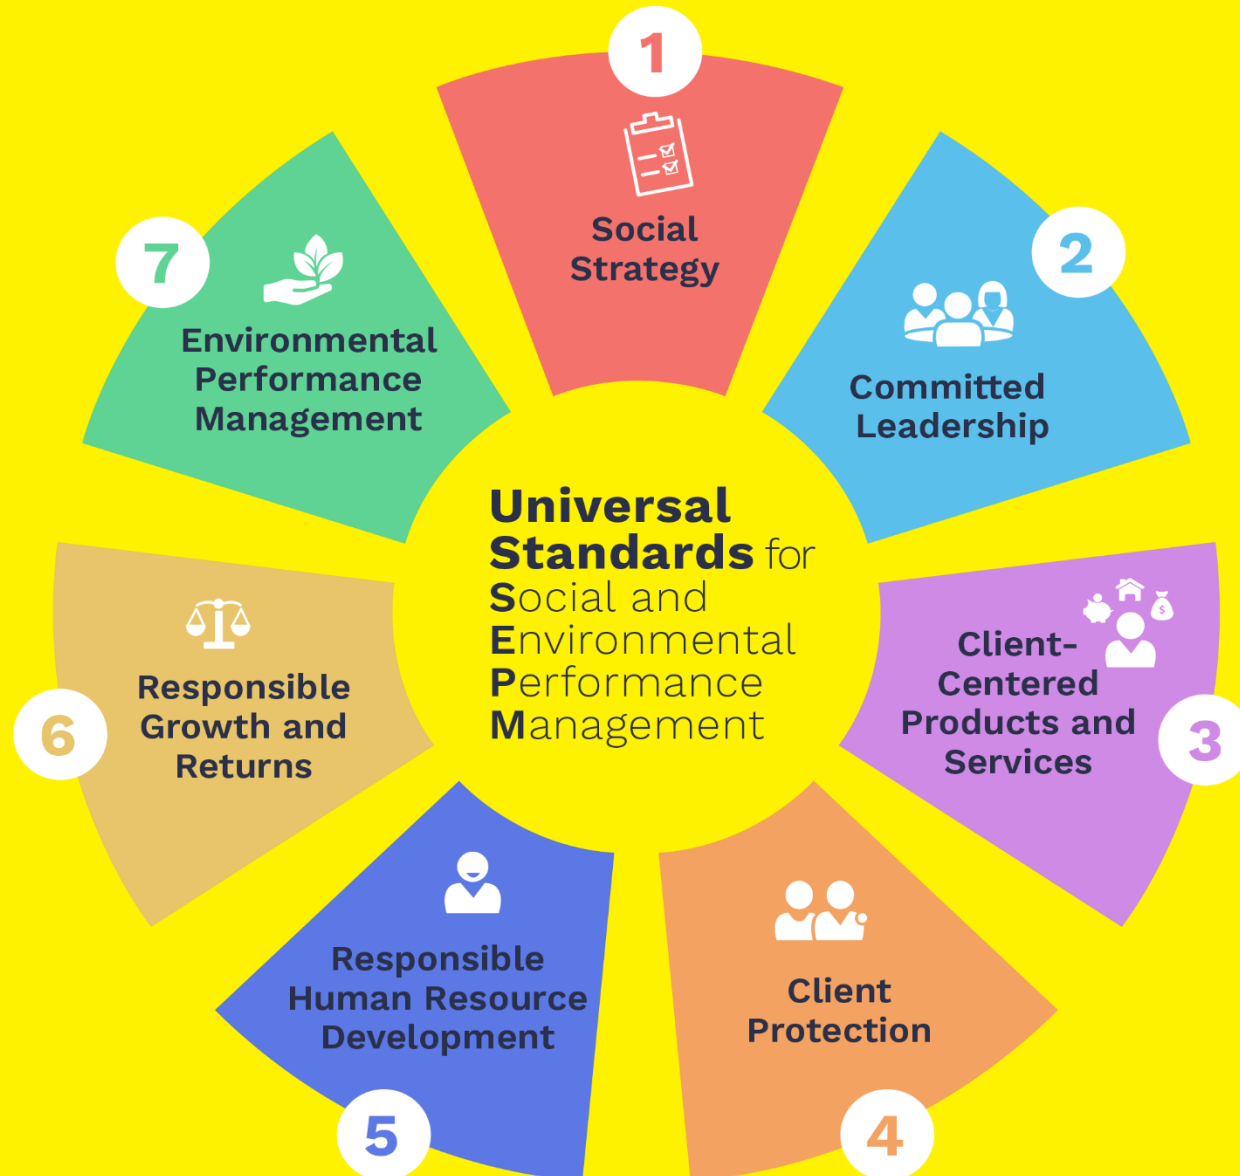 Universal
Standards for
Social and
Environmental
Performance
Management
1
Social
Strategy
2
Committed
Leadership
3
Client-
Centered
Products and
Services
$
4
Client
Protection
5
Responsible
Human Resource
Development
6
Responsible
Growth and
Returns
7
Environmental
Performance
Management